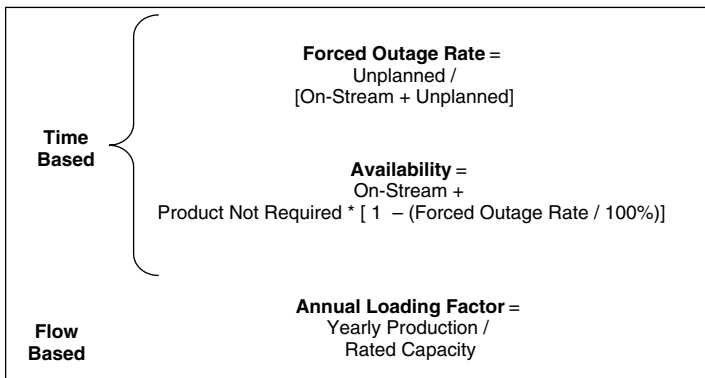 Forced Outage Rate =
Unplanned /
[On-Stream + Unplanned]
Time
Based
Availability =
On-Stream +
Product Not Required * [ 1 – (Forced Outage Rate / 100%)]
Annual Loading Factor =
Yearly Production /
Rated Capacity
Flow
Based